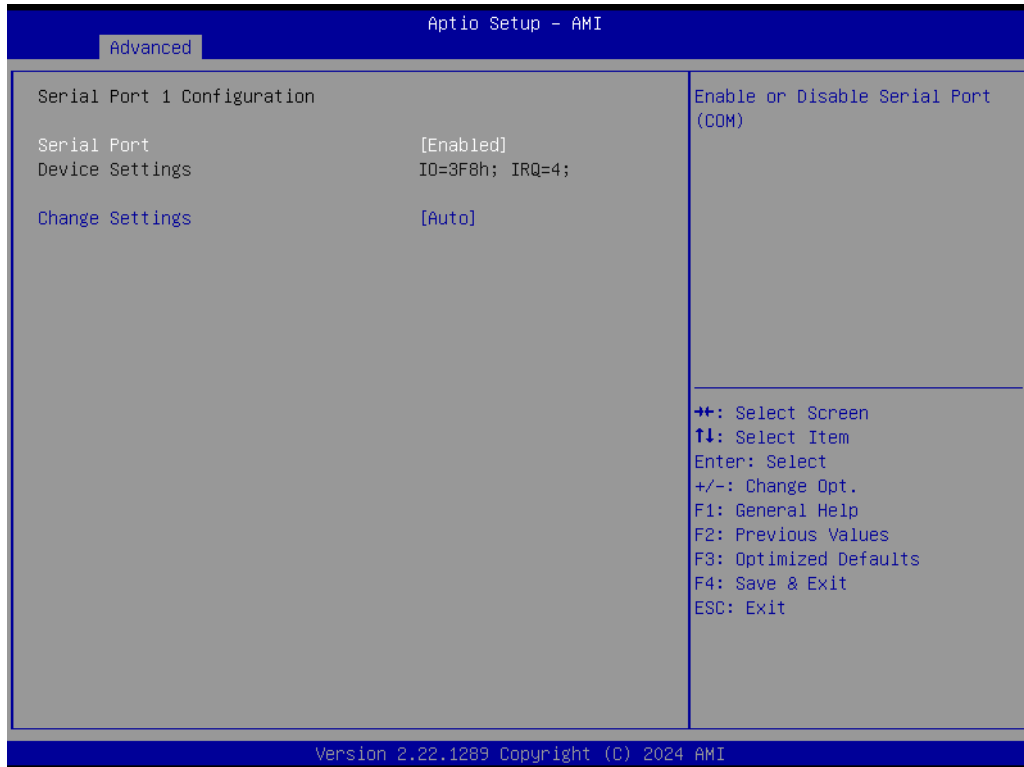 Aptio Setup - AMI
Advanced
Serial Port 1 Configuration
Serial Port [Enabled]
Device Settings IO=3F8h; IRQ=4;
Change Settings [Auto]
Enable or Disable Serial Port
(COM)
→←: Select Screen
↑↓: Select Item
Enter: Select
+/-: Change Opt.
F1: General Help
F2: Previous Values
F3: Optimized Defaults
F4: Save & Exit
ESC: Exit
Version 2.22.1289 Copyright (C) 2024 AMI